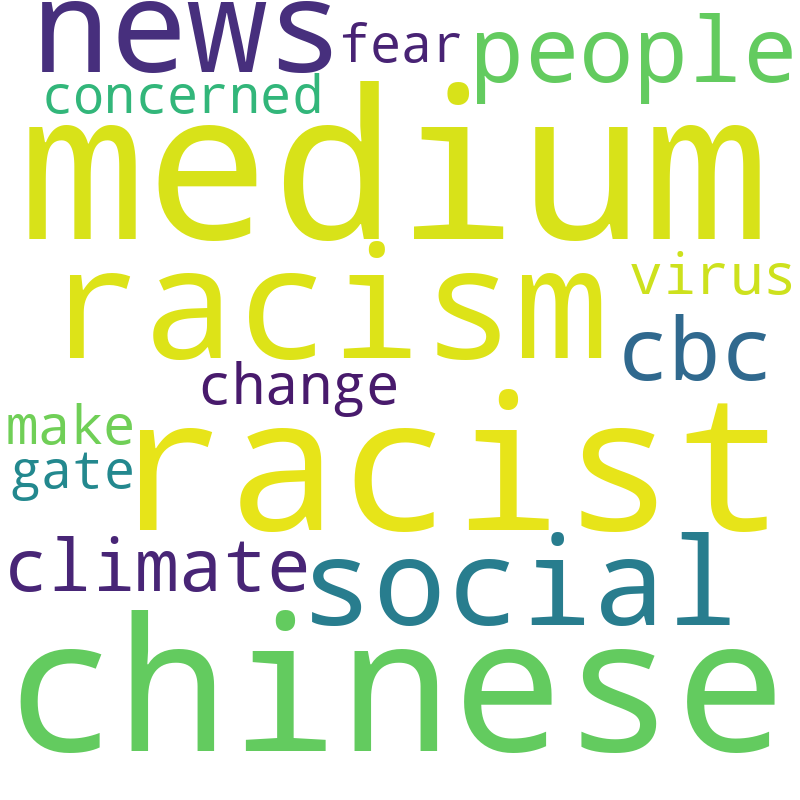 news fear people
concerned
medium
racism virus
cbc
change
make racist
gate
climate social
chinese